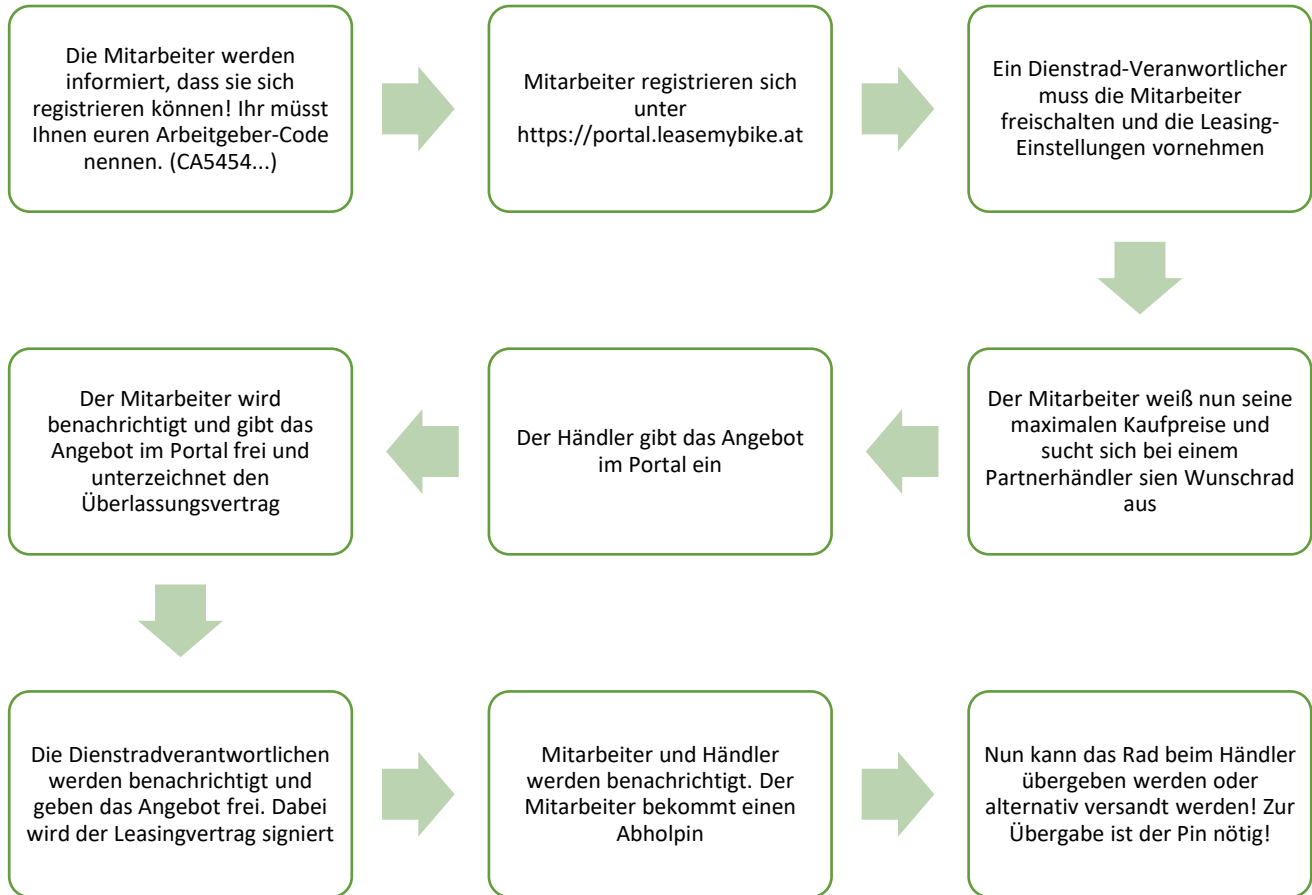 Die Mitarbeiter werden
informiert, dass sie sich
registrieren können! Ihr müsst
Ihnen euren Arbeitgeber-Code
nennen. (CA5454...)
Mitarbeiter registrieren sich
unter
https://portal.leasemybike.at
Ein Dienstrad-Veranwortlicher
muss die Mitarbeiter
freischalten und die Leasing-
Einstellungen vornehmen
Der Mitarbeiter weiß nun seine
maximalen Kaufpreise und
sucht sich bei einem
Partnerhändler sien Wunschrad
aus
Der Händler gibt das Angebot
im Portal ein
Der Mitarbeiter wird
benachrichtigt und gibt das
Angebot im Portal frei und
unterzeichnet den
Überlassungsvertrag
Die Dienstradverantwortlichen
werden benachrichtigt und
geben das Angebot frei. Dabei
wird der Leasingvertrag signiert
Mitarbeiter und Händler
werden benachrichtigt. Der
Mitarbeiter bekommt einen
Abholpin
Nun kann das Rad beim Händler
übergeben werden oder
alternativ versandt werden! Zur
Übergabe ist der Pin nötig!